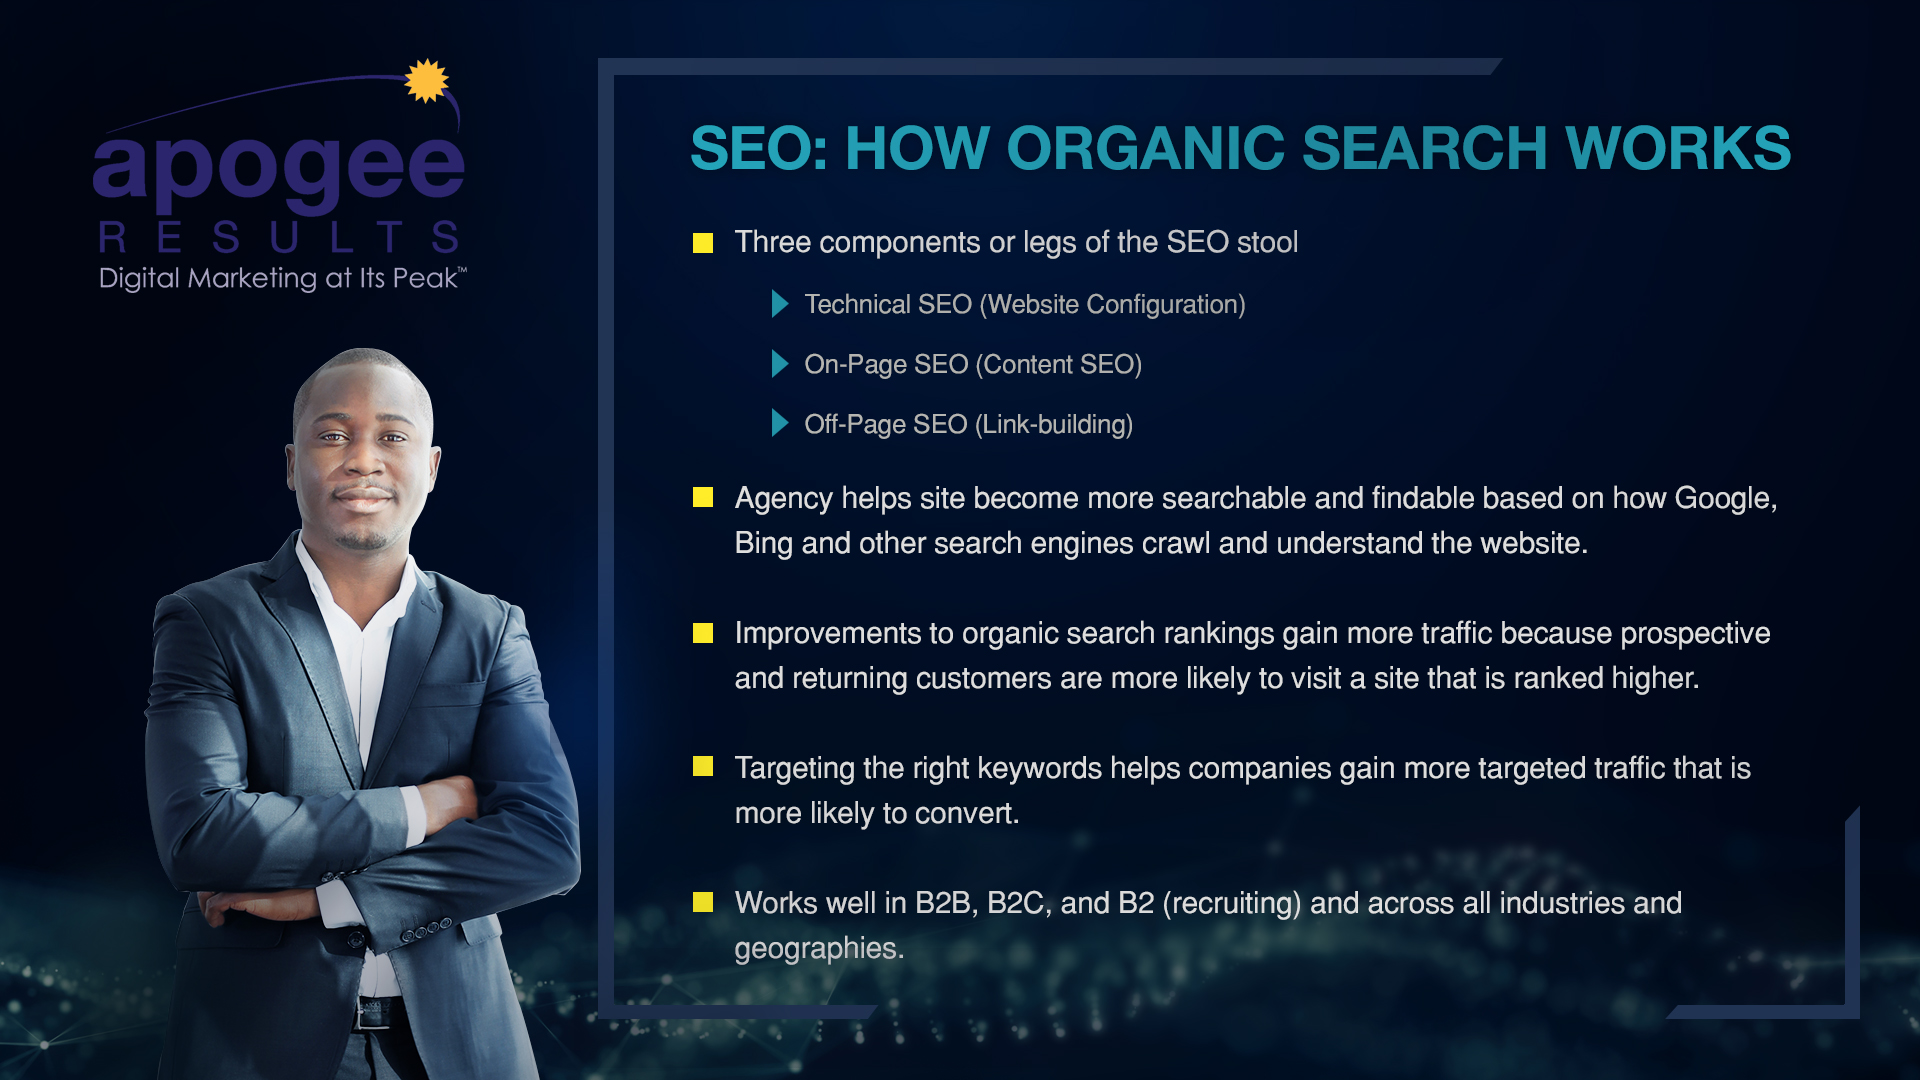 apogee
RESULTS
Digital Marketing at Its Peak™
SEO: HOW ORGANIC SEARCH WORKS
Three components or legs of the SEO stool
Technical SEO (Website Configuration)
On-Page SEO (Content SEO)
Off-Page SEO (Link-building)
Agency helps site become more searchable and findable based on how Google,
Bing and other search engines crawl and understand the website.
Improvements to organic search rankings gain more traffic because prospective
and returning customers are more likely to visit a site that is ranked higher.
Targeting the right keywords helps companies gain more targeted traffic that is
more likely to convert.
Works well in B2B, B2C, and B2 (recruiting) and across all industries and
geographies.